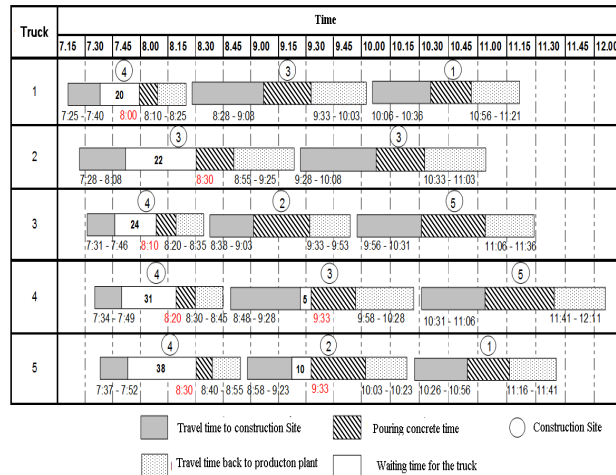 Truck
Time
7.15 7.30 7.45 8.00 8.15 8.30 8.45 9.00 9.15 9.30 9.45 10.00 10.15 10.30 10.45 11.00 11.15 11.30 11.45 12.00
4 3 1
1
20
7:25 - 7:40 8:00 8:10 - 8:25 8:28 - 9:08 9:33 - 10:03 10:06 - 10:36 10:56 - 11:21
3 3
2
22
7:28 - 8:08 8:30 8:55 - 9:25 9:28 - 10:08 10:33 - 11:03
4 2 5
3
24
7:31 - 7:46 8:10 8:20 - 8:35 8:38 - 9:03 9:33 - 9:53 9:56 - 10:31 11:06 - 11:36
4 3 5
4
31 5
7:34 - 7:49 8:20 8:30 - 8:45 8:48 - 9:28 9:33 9:58 - 10:28 10:31 - 11:06 11:41 - 12:11
4 2 1
5
38 10
7:37 - 7:52 8:30 8:40 - 8:55 8:58 - 9:23 9:33 10:03 - 10:23 10:26 - 10:56 11:16 - 11:41
Travel time to construction Site Pouring concrete time Construction Site
Travel time back to producton plant Waiting time for the truck